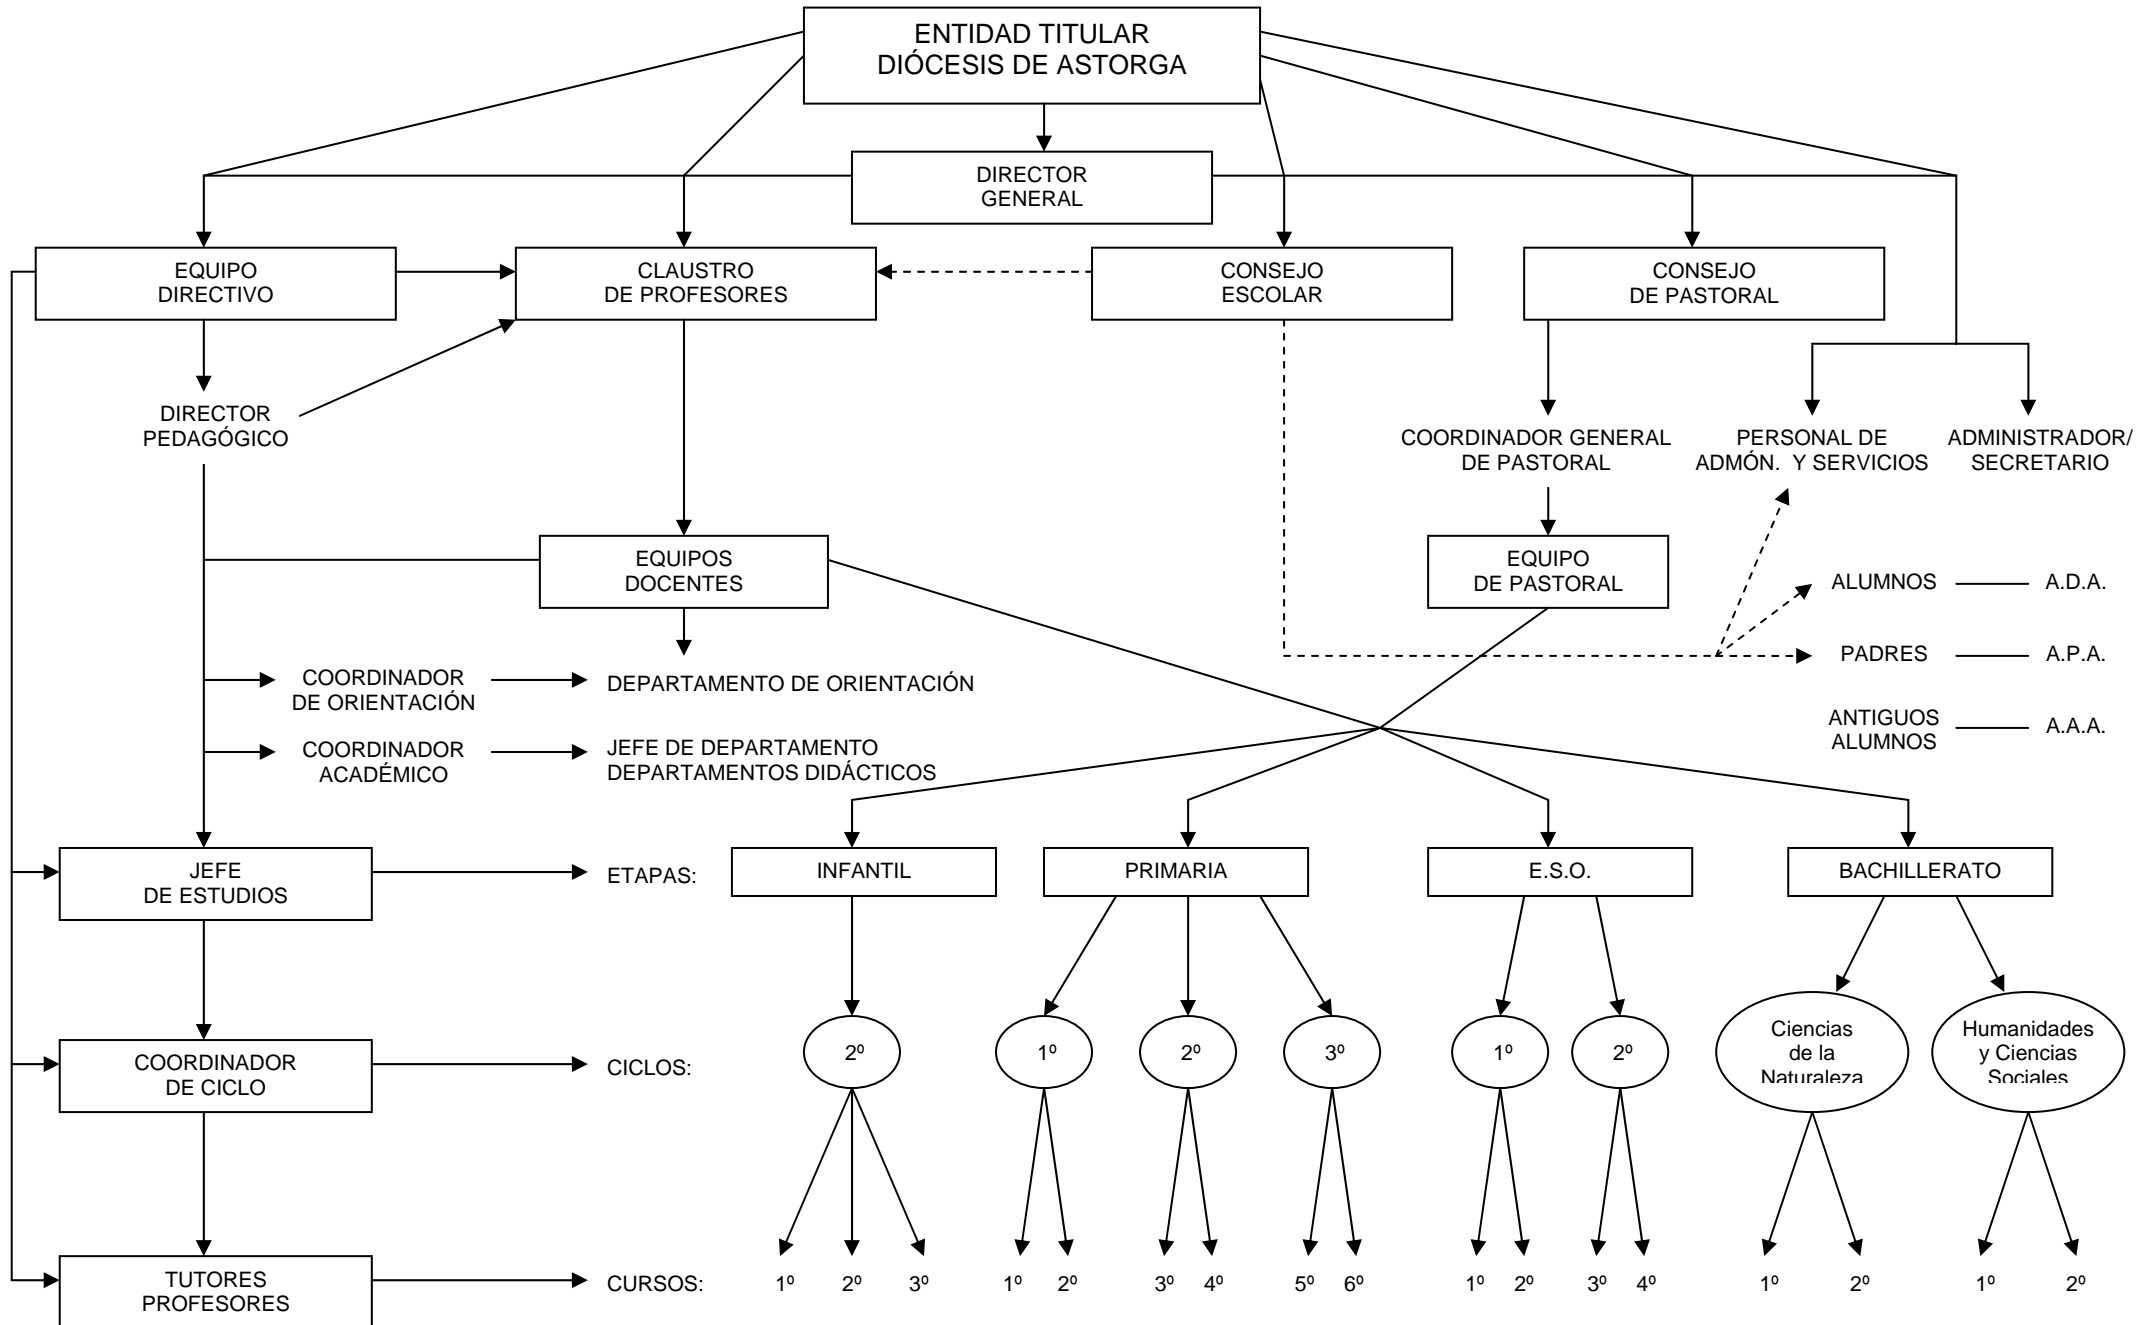 ENTIDAD TITULAR
DIÓCESIS DE ASTORGA
DIRECTOR
GENERAL
EQUIPO
DIRECTIVO
CLAUSTRO
DE PROFESORES
CONSEJO
ESCOLAR
CONSEJO
DE PASTORAL
DIRECTOR
PEDAGÓGICO
COORDINADOR GENERAL
DE PASTORAL
PERSONAL DE
ADMÓN. Y SERVICIOS
ADMINISTRADOR/
SECRETARIO
EQUIPOS
DOCENTES
EQUIPO
DE PASTORAL
ALUMNOS
A.D.A.
PADRES
A.P.A.
ANTIGUOS
ALUMNOS
A.A.A.
COORDINADOR
DE ORIENTACIÓN
DEPARTAMENTO DE ORIENTACIÓN
COORDINADOR
ACADÉMICO
JEFE DE DEPARTAMENTO
DEPARTAMENTOS DIDÁCTICOS
JEFE
DE ESTUDIOS
ETAPAS:
INFANTIL
PRIMARIA
E.S.O.
BACHILLERATO
COORDINADOR
DE CICLO
CICLOS:
2º
1º
2º
3º
1º
2º
Ciencias
de la
Naturaleza
Humanidades
y Ciencias
Sociales
TUTORES
PROFESORES
CURSOS:
1º
2º
3º
1º
2º
3º
4º
5º
6º
1º
2º
3º
4º
1º
2º
1º
2º